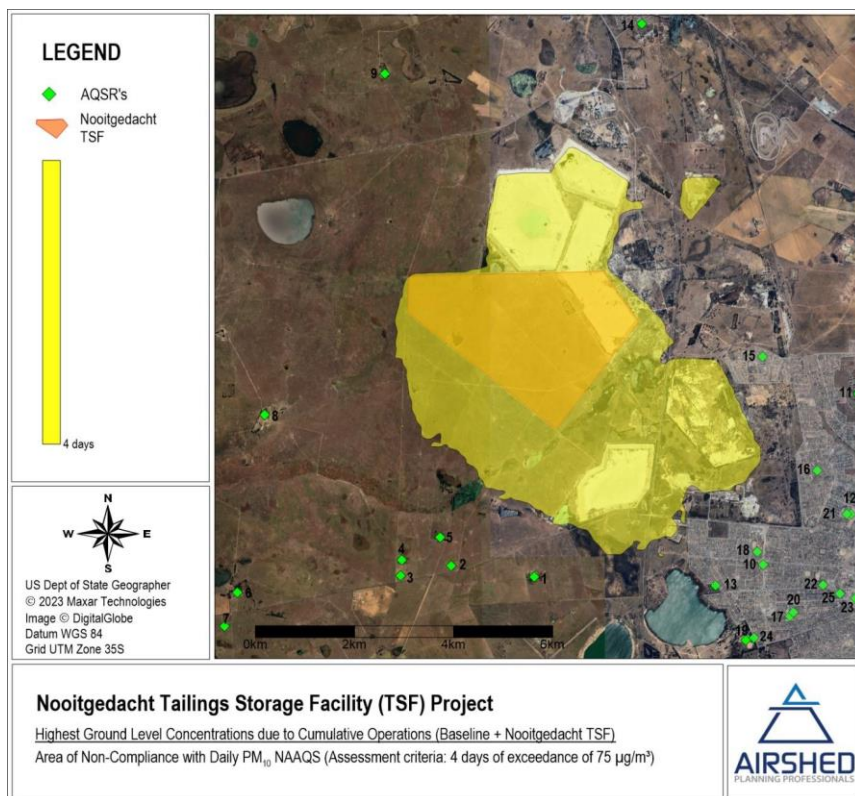 LEGEND
AQSR's
Nooitgedacht
TSF
4 days
N
W
E
S
US Dept of State Geographer
© 2023 Maxar Technologies
Image © DigitalGlobe
Datum WGS 84
Grid UTM Zone 35S
14
9
15
11
8
16
12
21
5
18
4
2
10
3
1
13
22
6
25
23
20
17
7
19
24
0km
2km
4km
6km
Nooitgedacht Tailings Storage Facility (TSF) Project
Highest Ground Level Concentrations due to Cumulative Operations (Baseline + Nooitgedacht TSF)
Area of Non-Compliance with Daily PM₁₀ NAAQS (Assessment criteria: 4 days of exceedance of 75 µg/m³)
AIRSHED
PLANNING PROFESSIONALS